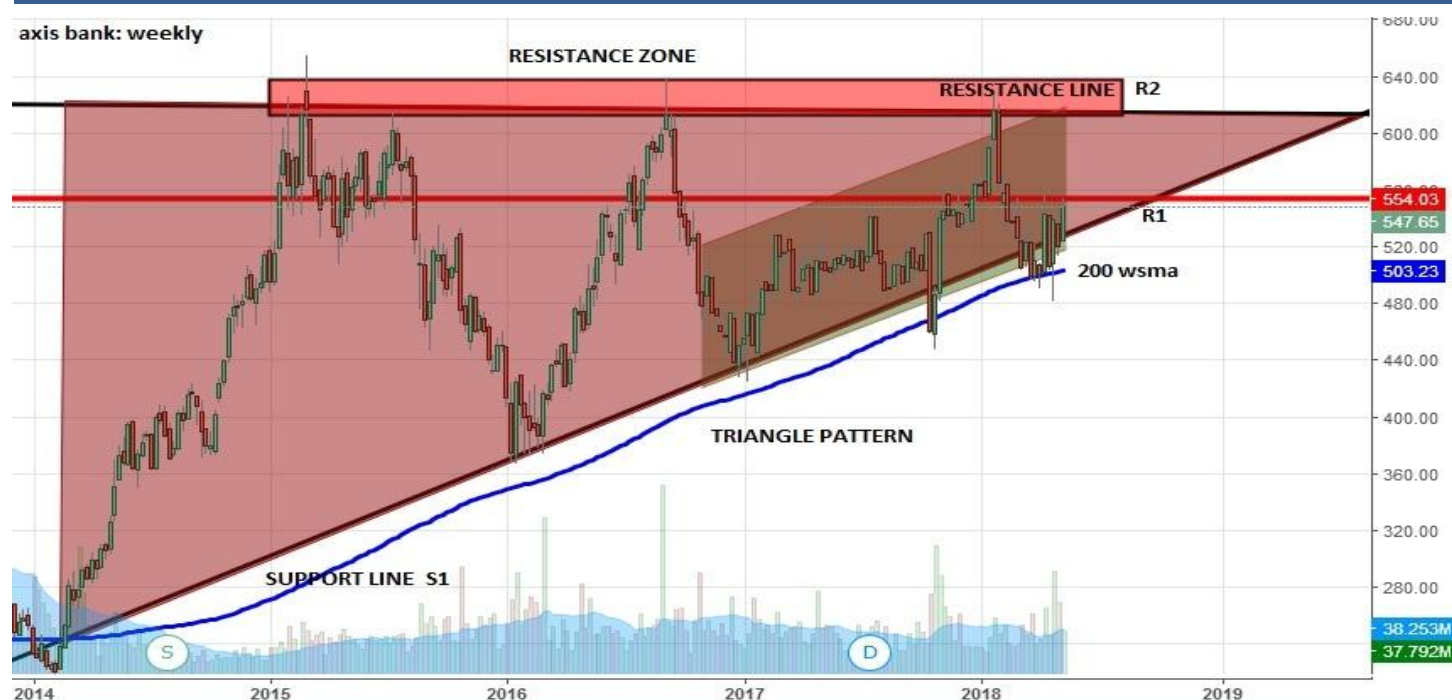 680.00
axis bank: weekly
RESISTANCE ZONE
640.00
RESISTANCE LINE R2
600.00
554.03
R1
547.65
520.00
200 wsma
503.23
480.00
440.00
TRIANGLE PATTERN
400.00
360.00
320.00
SUPPORT LINE S1
280.00
38.253M
S
D
37.792M
2014 2015 2016 2017 2018 2019